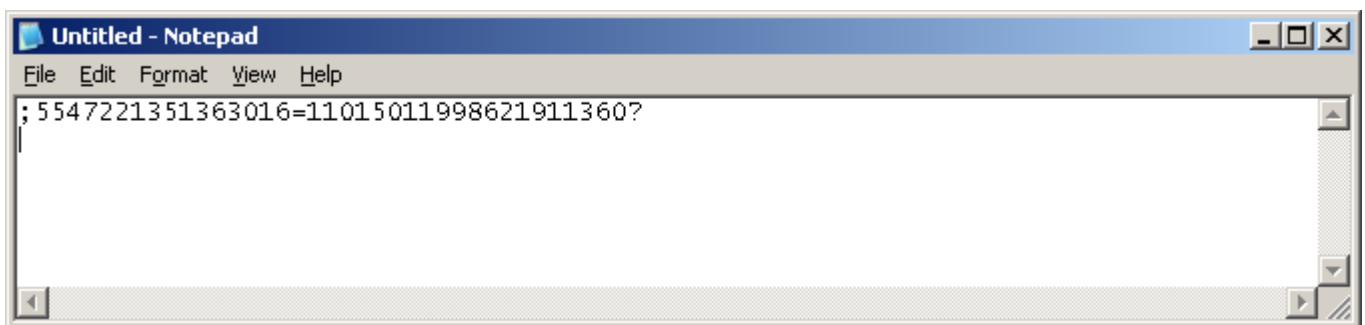 Untitled - Notepad
File Edit Format View Help
;5547221351363016=11015011998621911360?